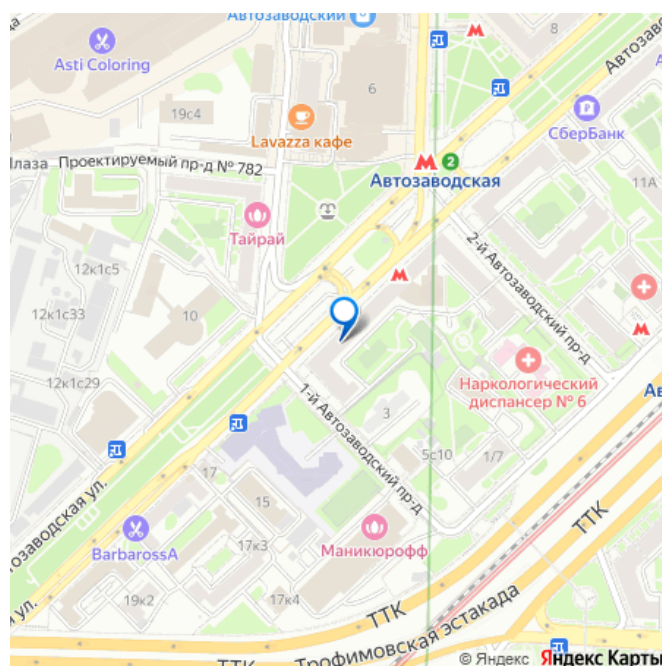 Автозаводский
Asti Coloring
8
Автозаводс
6
19с4
Lavazza кафе
СберБанк
Плаза
Проектируемый пр-д № 782
2
Автозаводская
11А
Тайрай
2-й Автозаводский пр-д
12к1с5
12к1с33
10
12к1с29
Наркологический
диспансер № 6
1-й Автозаводский пр-д
3
5с10
1/7
17
15
Автозаводская ул.
ТТК
BarbarossA
17к3
Маникюрофф
19к2
17к4
ТТК
ТТК
Трофимовская эстакада
© Яндекс Яндекс Карты